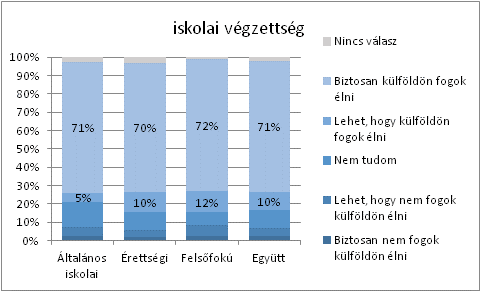 iskolai végzettség
100%
90%
80%
70%
60%
50%
40%
30%
20%
10%
0%
71%
70%
72%
71%
5%
10%
12%
10%
Általános
iskolai
Érettségi
Felsőfokú
Együtt
Nincs válasz
Biztosan külföldön fogok
élni
Lehet, hogy külföldön
fogok élni
Nem tudom
Lehet, hogy nem fogok
külföldön élni
Biztosan nem fogok
külföldön élni